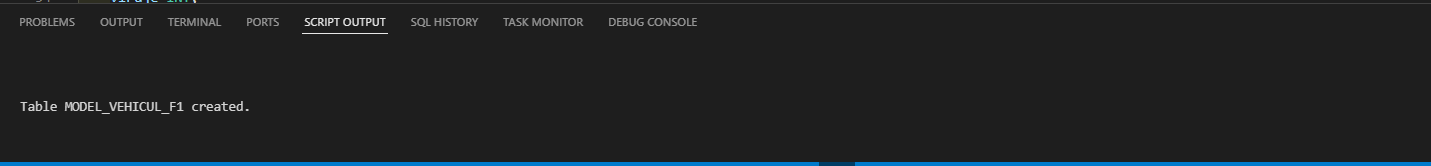 PROBLEMS OUTPUT TERMINAL PORTS SCRIPT OUTPUT SQL HISTORY TASK MONITOR DEBUG CONSOLE
Table MODEL_VEHICUL_F1 created.